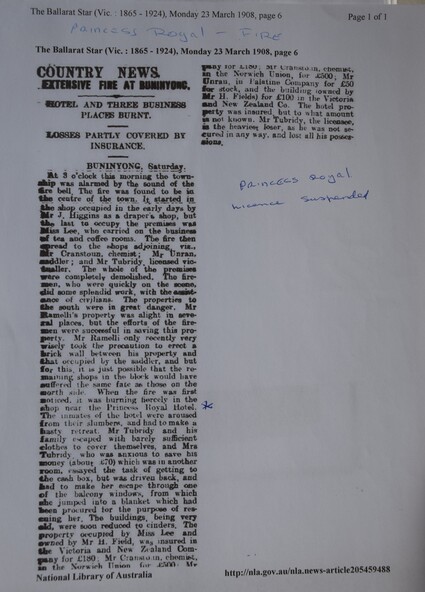 The Ballarat Star (Vic. : 1865 - 1924), Monday 23 March 1908, page 6
Page 1 of 1
Princess Royal - FIRE
The Ballarat Star (Vic. : 1865 - 1924), Monday 23 March 1908, page 6
COUNTRY NEWS.
EXTENSIVE FIRE AT BUNINYONG.
HOTEL AND THREE BUSINESS
PLACES BURNT.
LOSSES PARTLY COVERED BY
INSURANCE.
BUNINYONG, Saturday.
At 3 o'clock this morning the town-
ship was alarmed by the sound of the
fire bell. The fire was found to be in
the centre of the town. It started in
the shop occupied in the early days by
Mr J. Higgins as a draper's shop, but
the last to occupy the premises was
Miss Lee, who carried on the business
of tea and coffee rooms. The fire then
spread to the shops adjoining, viz.,
Mr Cranstoun, chemist; Mr Unran,
saddler; and Mr Tubridy, licensed vic-
tualler. The whole of the premises
were completely demolished. The fire-
men, who were quickly on the scene,
did some splendid work, with the assist-
ance of civilians. The properties to
the south were in great danger. Mr
Ramelli's property was alight in seve-
ral places, but the efforts of the fire-
men were successful in saving this pro-
perty. Mr Ramelli only recently very
wisely took the precaution to erect a
brick wall between his property and
that occupied by the saddler, and but
for this, it is just possible that the re-
maining shops in the block would have
suffered the same fate as those on the
north side. When the fire was first
noticed, it was burning fiercely in the
shop near the Princess Royal Hotel. *
The inmates of the hotel were aroused
from their slumbers, and had to make a
hasty retreat. Mr Tubridy and his
family escaped with barely sufficient
clothes to cover themselves, and Mrs
Tubridy, who was anxious to save his
money (about £70) which was in another
room, essayed the task of getting to
the cash box, but was driven back, and
had to make her escape through one
of the balcony windows, from which
she jumped into a blanket which had
been procured for the purpose of res-
cuing her. The buildings, being very
old, were soon reduced to cinders. The
property occupied by Miss Lee and
owned by Mr H. Field, was insured in
the Victoria and New Zealand Com-
pany for £180; Mr Cranstoun, chemist,
in the Norwich Union, for £500; Mr
pany for £180; Mr Cranstoun, chemist,
in the Norwich Union, for £500; Mr
Unran, in Palatine Company for £50
for stock, and the building owned by
Mr H. Fields) for £100 in the Victoria
and New Zealand Co. The hotel pro-
perty was insured, but to what amount
is not known. Mr Tubridy, the licensee,
is the heaviest loser, as he was not se-
cured in any way, and lost all his posses-
sions.
Princess Royal
Licence suspended
National Library of Australia
http://nla.gov.au/nla.news-article205459488